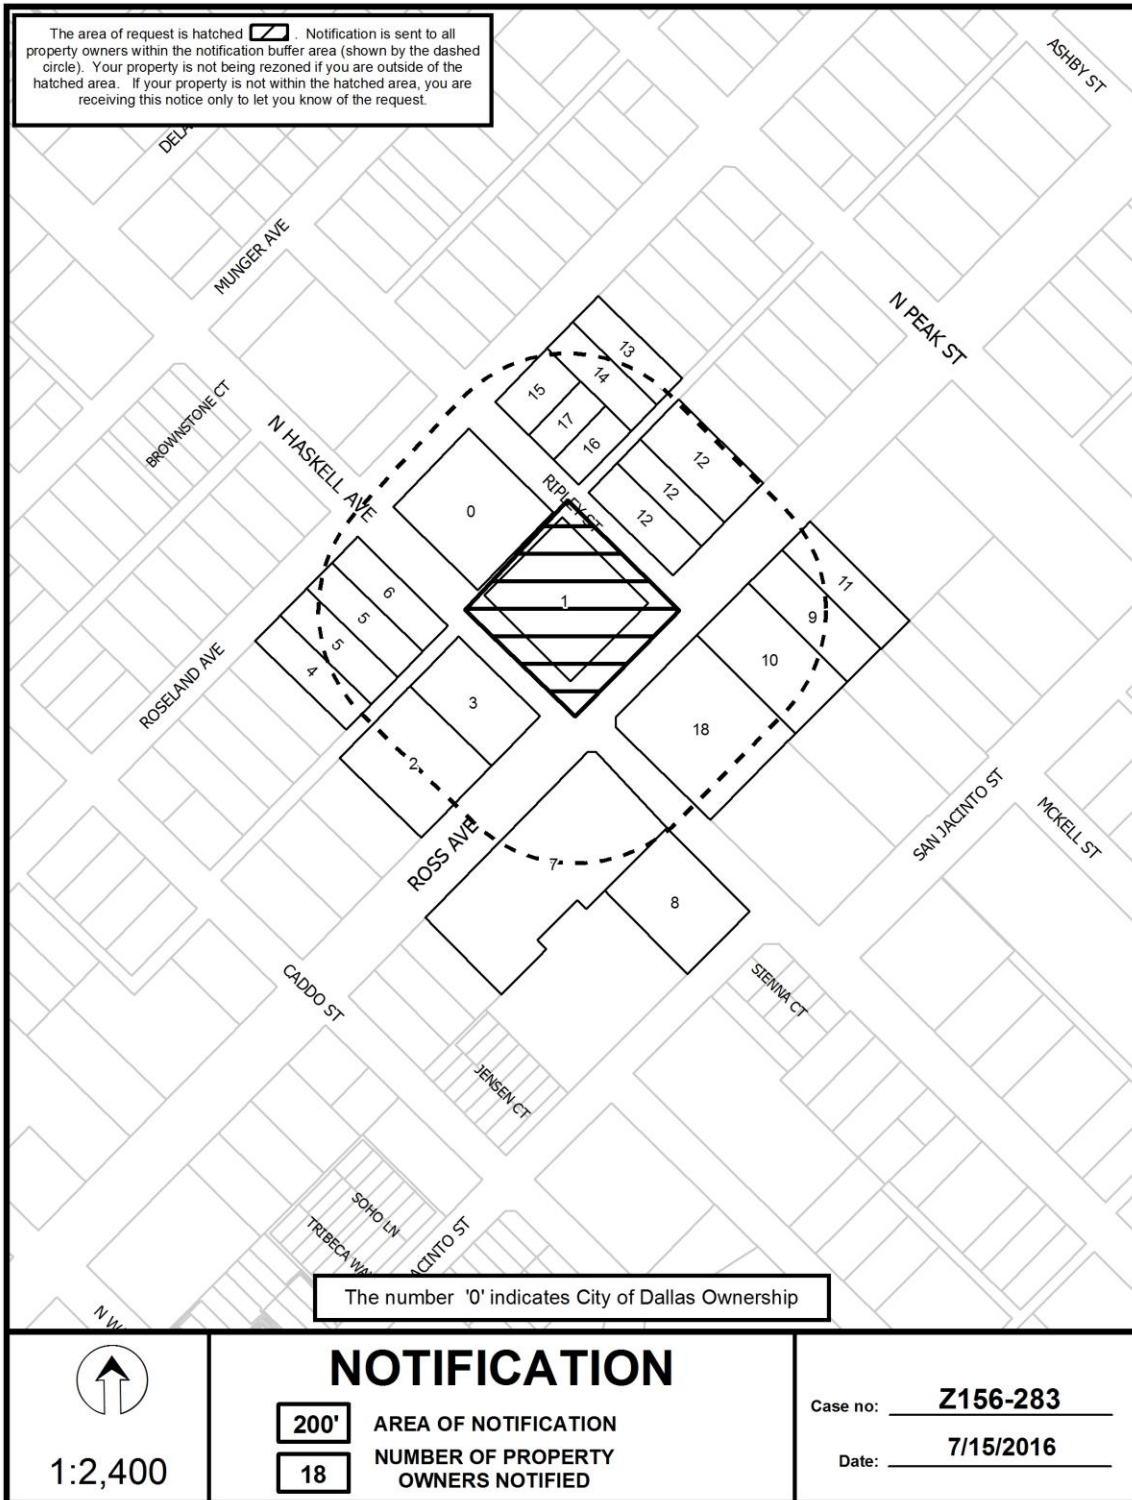 The area of request is hatched . Notification is sent to all
property owners within the notification buffer area (shown by the dashed
circle). Your property is not being rezoned if you are outside of the
hatched area. If your property is not within the hatched area, you are
receiving this notice only to let you know of the request.
ASHBY ST
DELA
MUNGER AVE
N PEAK ST
13
14
15
17
16
BROWNSTONE CT
N HASKELL AVE
12
12
12
RIPLEY ST
0
11
6
1
9
5
5
10
4
ROSELAND AVE
3
18
2
SAN JACINTO ST
MCKELL ST
ROSS AVE
7
8
CADDO ST
SIENNA CT
JENSEN CT
SOHO LN
TRIBECA WA
ACINTO ST
N W
The number '0' indicates City of Dallas Ownership
1:2,400
NOTIFICATION
200' AREA OF NOTIFICATION
18 NUMBER OF PROPERTY
OWNERS NOTIFIED
Case no: Z156-283
Date: 7/15/2016